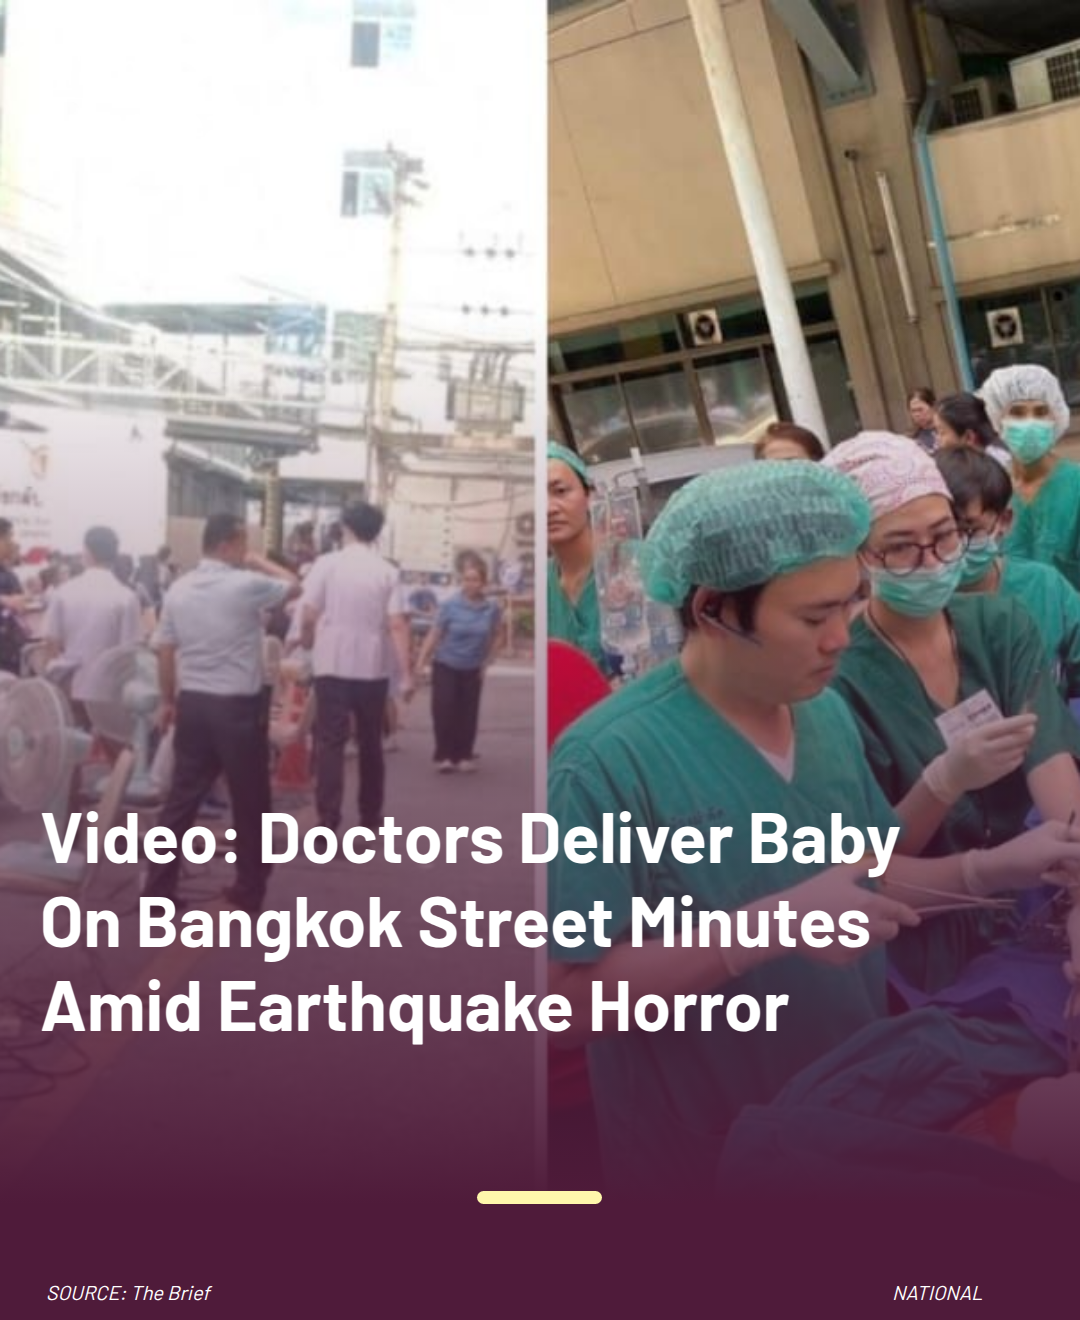 Video: Doctors Deliver Baby
On Bangkok Street Minutes
Amid Earthquake Horror
SOURCE: The Brief
NATIONAL